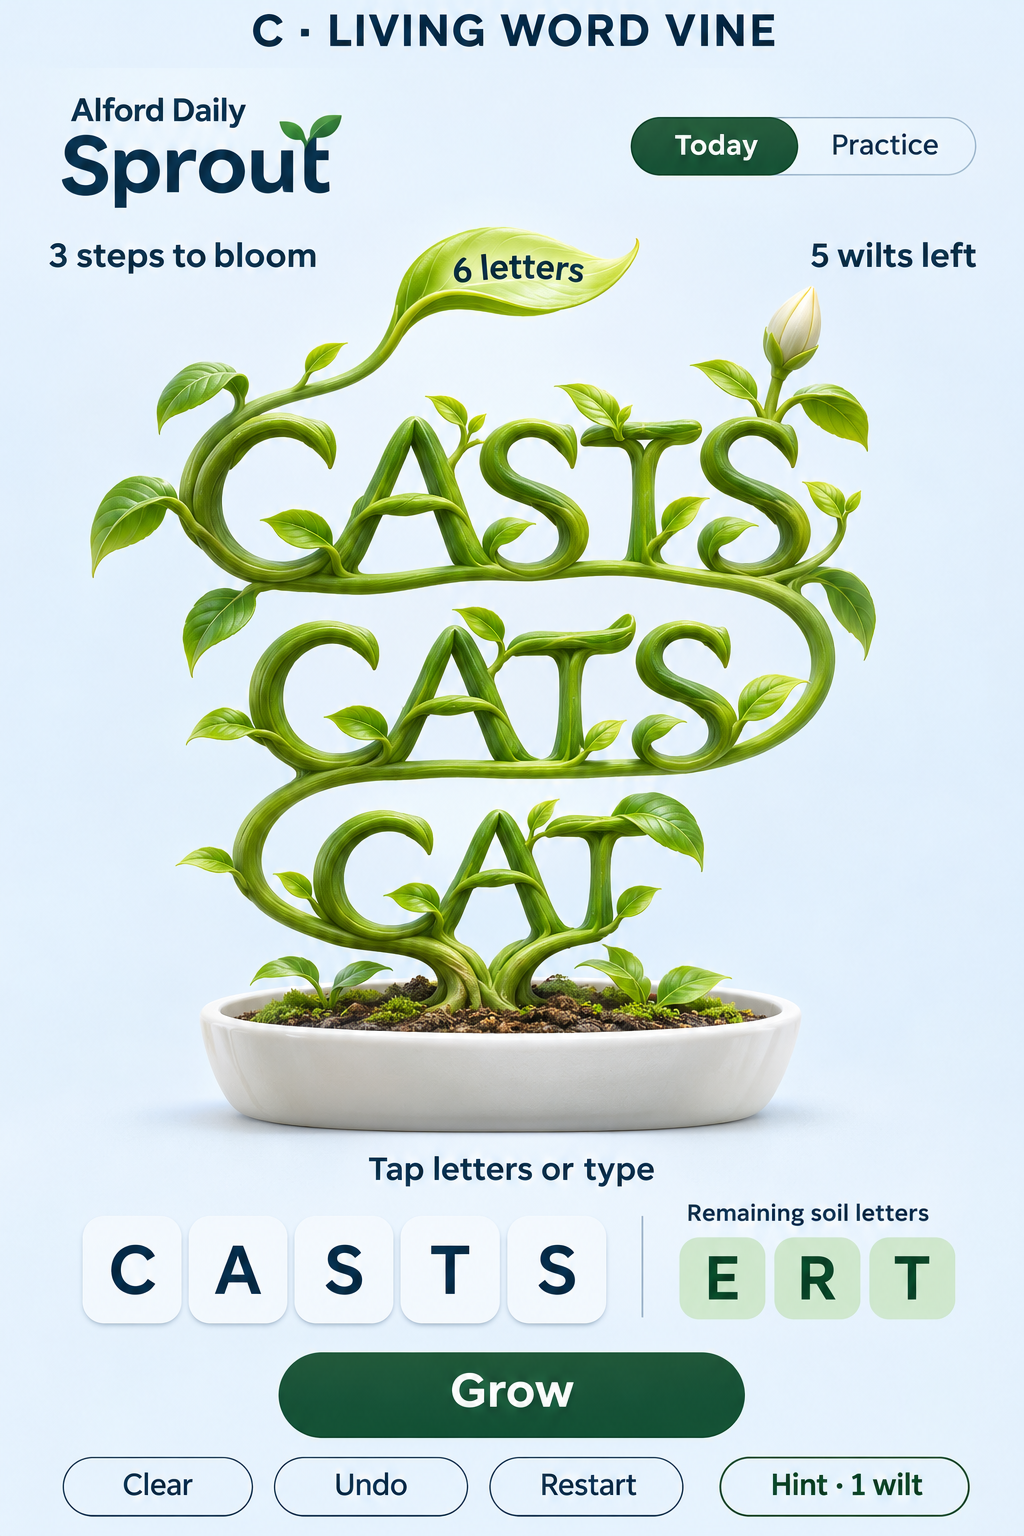 C · LIVING WORD VINE
Alford Daily
Sprout
Today
Practice
3 steps to bloom
6 letters
5 wilts left
CASTS
CATS
CAT
Tap letters or type
Remaining soil letters
C A S T S
E R T
Grow
Clear
Undo
Restart
Hint · 1 wilt